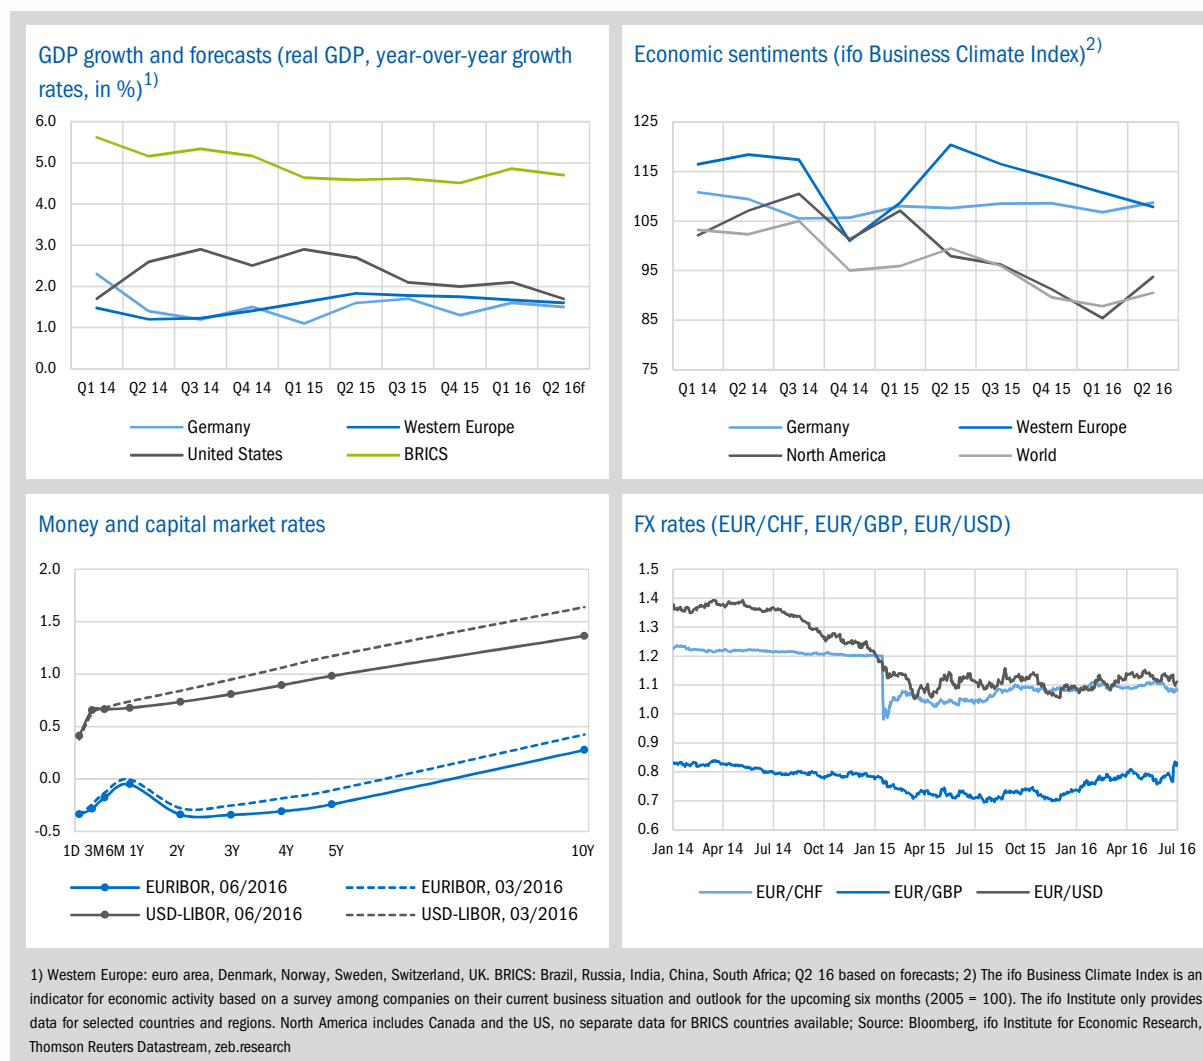 GDP growth and forecasts (real GDP, year-over-year growth
rates, in %)1)
6.0
5.0
4.0
3.0
2.0
1.0
0.0
Q1 14 Q2 14 Q3 14 Q4 14 Q1 15 Q2 15 Q3 15 Q4 15 Q1 16 Q2 16f
Germany Western Europe
United States BRICS
Economic sentiments (ifo Business Climate Index)2)
125
115
105
95
85
75
Q1 14 Q2 14 Q3 14 Q4 14 Q1 15 Q2 15 Q3 15 Q4 15 Q1 16 Q2 16
Germany Western Europe
North America World
Money and capital market rates
2.0
1.5
1.0
0.5
0.0
-0.5
1D 3M 6M 1Y 2Y 3Y 4Y 5Y 10Y
EURIBOR, 06/2016 EURIBOR, 03/2016
USD-LIBOR, 06/2016 USD-LIBOR, 03/2016
FX rates (EUR/CHF, EUR/GBP, EUR/USD)
1.5
1.4
1.3
1.2
1.1
1.0
0.9
0.8
0.7
0.6
Jan 14 Apr 14 Jul 14 Oct 14 Jan 15 Apr 15 Jul 15 Oct 15 Jan 16 Apr 16 Jul 16
EUR/CHF EUR/GBP EUR/USD
1) Western Europe: euro area, Denmark, Norway, Sweden, Switzerland, UK. BRICS: Brazil, Russia, India, China, South Africa; Q2 16 based on forecasts; 2) The ifo Business Climate Index is an
indicator for economic activity based on a survey among companies on their current business situation and outlook for the upcoming six months (2005 = 100). The ifo Institute only provides
data for selected countries and regions. North America includes Canada and the US, no separate data for BRICS countries available; Source: Bloomberg, ifo Institute for Economic Research,
Thomson Reuters Datastream, zeb.research